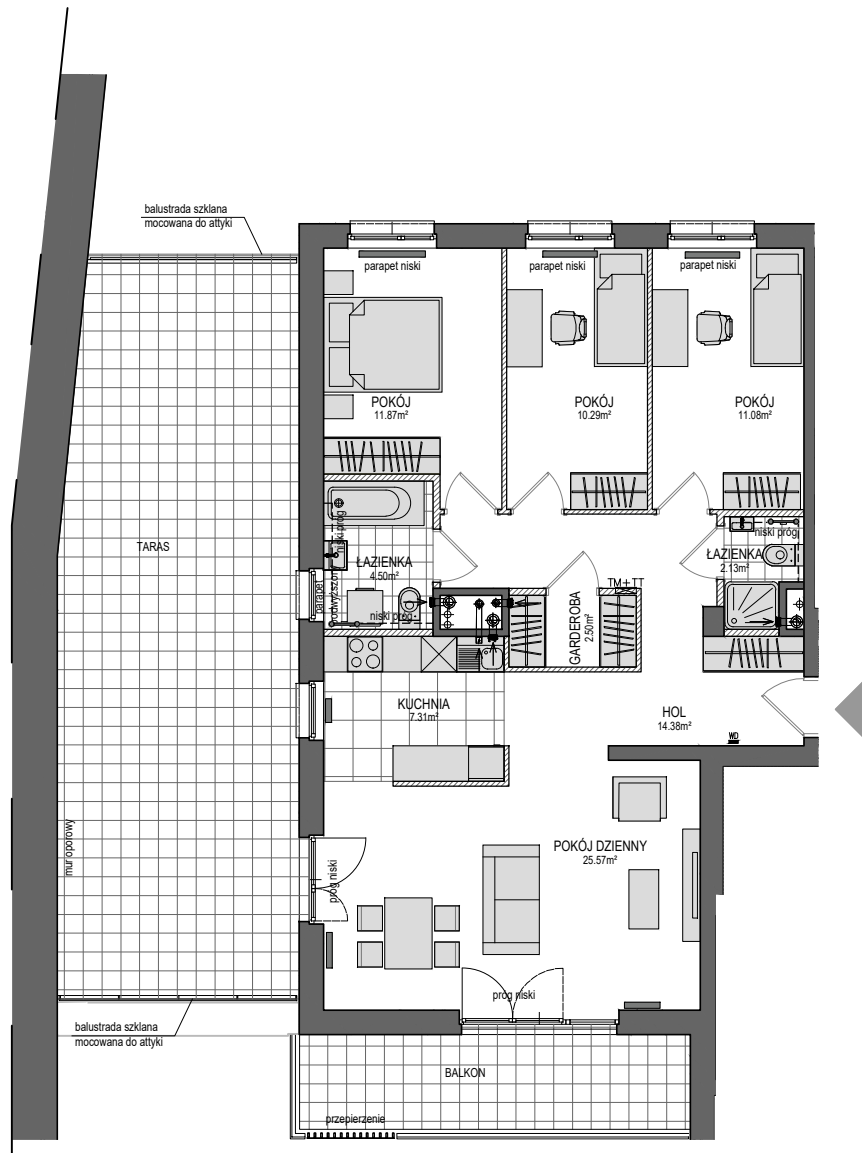 balustrada szklana
mocowana do attyki
parapet niski
parapet niski
parapet niski
POKÓJ
11.87m²
POKÓJ
10.29m²
POKÓJ
11.08m²
TARAS
niski próg
ŁAZIENKA
4.50m²
parapet
podwyższony
niski próg
niski próg
ŁAZIENKA
2.13m²
TM+TT
GARDEROBA
2.50m²
KUCHNIA
7.31m²
HOL
14.38m²
WD
mur oporowy
próg niski
POKÓJ DZIENNY
25.57m²
próg niski
balustrada szklana
mocowana do attyki
BALKON
przepierzenie